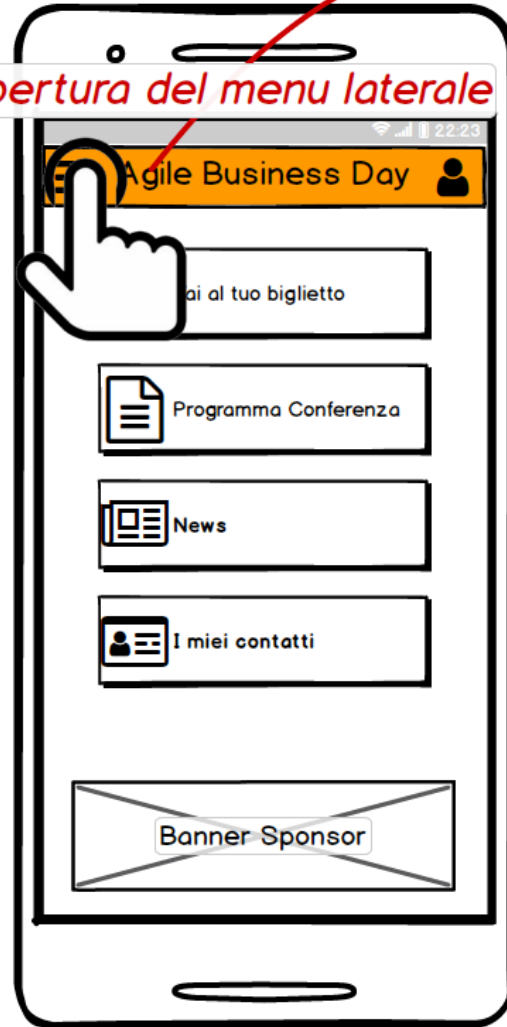 pertura del menu laterale
22:23
Agile Business Day
ai al tuo biglietto
Programma Conferenza
News
I miei contatti
Banner Sponsor